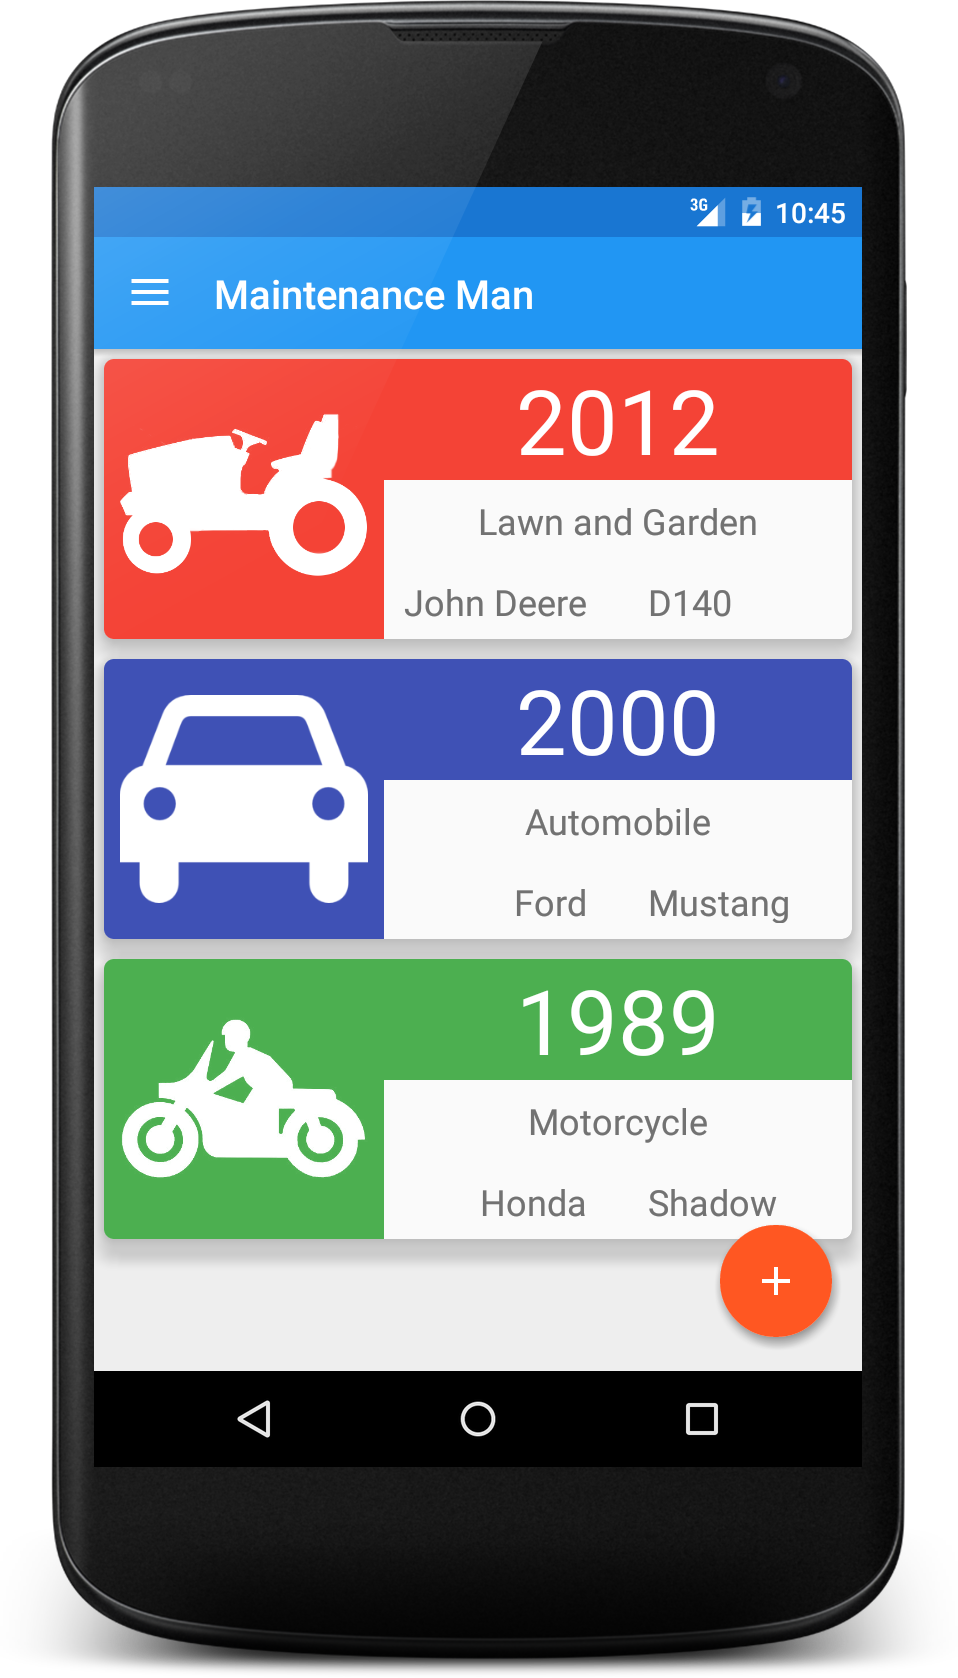 3G 10:45
Maintenance Man
2012
Lawn and Garden
John Deere D140
2000
Automobile
Ford Mustang
1989
Motorcycle
Honda Shadow
+